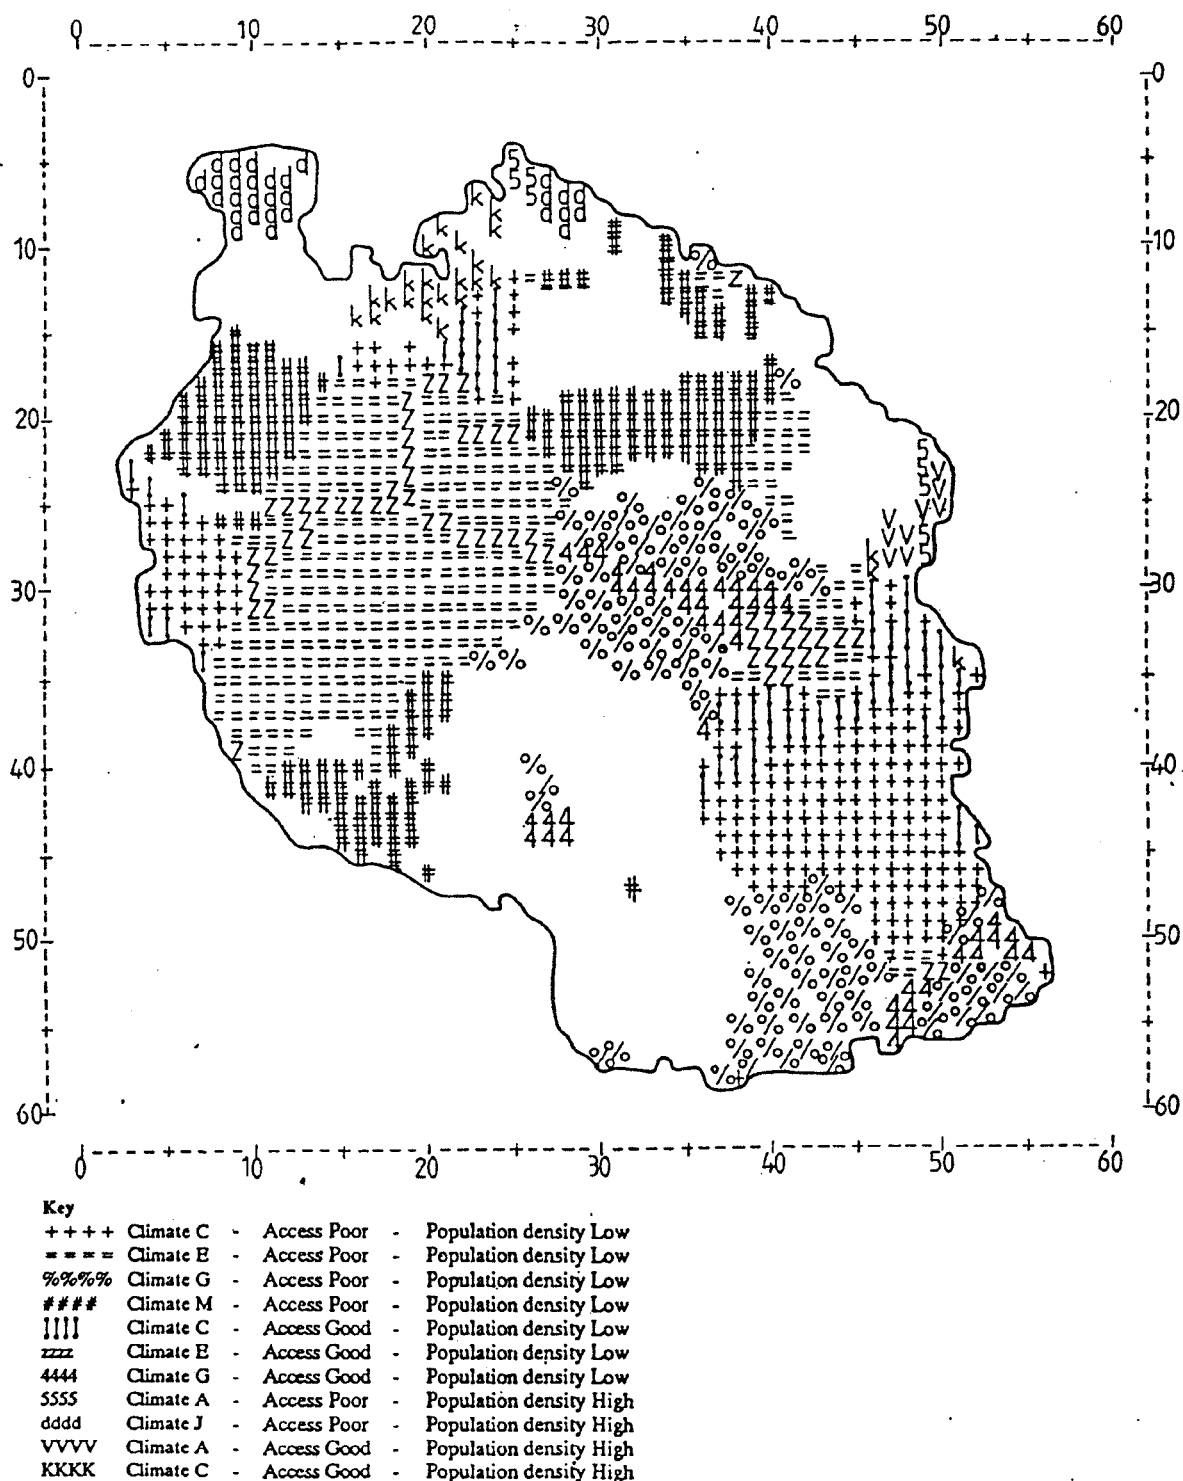 0 10 20 30 40 50 60
0 0
10 10
20 20
30 30
40 40
50 50
60 60
0 10 20 30 40 50 60
Key
++++ Climate C - Access Poor - Population density Low
==== Climate E - Access Poor - Population density Low
%%%% Climate G - Access Poor - Population density Low
#### Climate M - Access Poor - Population density Low
IIII Climate C - Access Good - Population density Low
zzzz Climate E - Access Good - Population density Low
4444 Climate G - Access Good - Population density Low
5555 Climate A - Access Poor - Population density High
dddd Climate J - Access Poor - Population density High
VVVV Climate A - Access Good - Population density High
KKKK Climate C - Access Good - Population density High